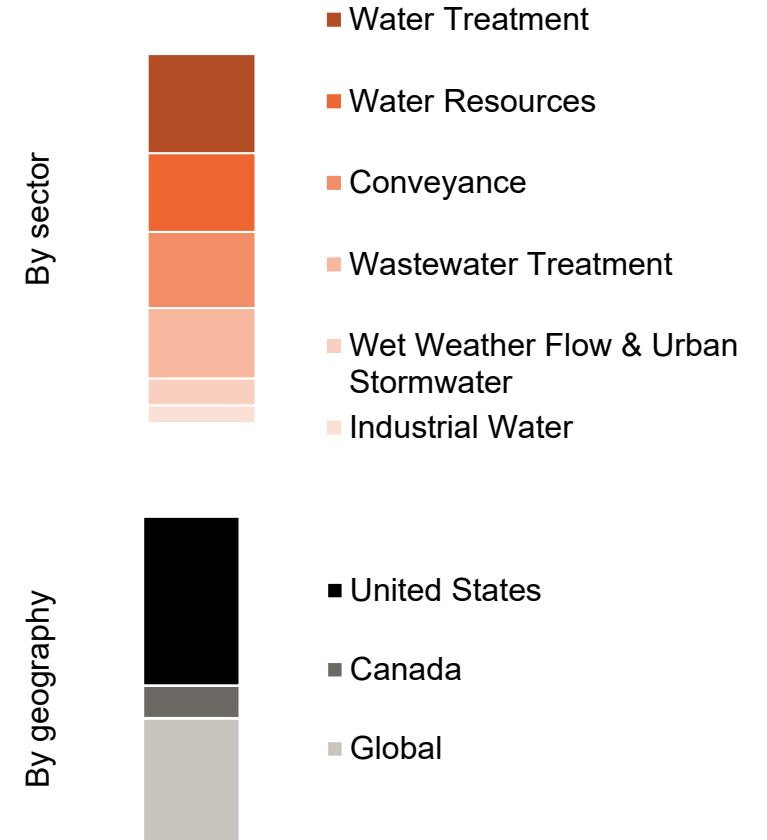 By sector
Water Treatment
Water Resources
Conveyance
Wastewater Treatment
Wet Weather Flow & Urban
Stormwater
Industrial Water
By geography
United States
Canada
Global